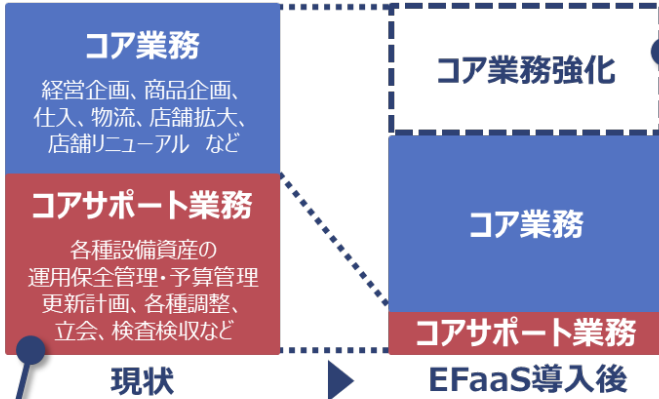 コア業務
経営企画、商品企画、
仕入、物流、店舗拡大、
店舗リニューアル など
コアサポート業務
各種設備資産の
運用保全管理・予算管理
更新計画、各種調整、
立会、検査検収など
現状
コア業務強化
コア業務
コアサポート業務
EFaaS導入後